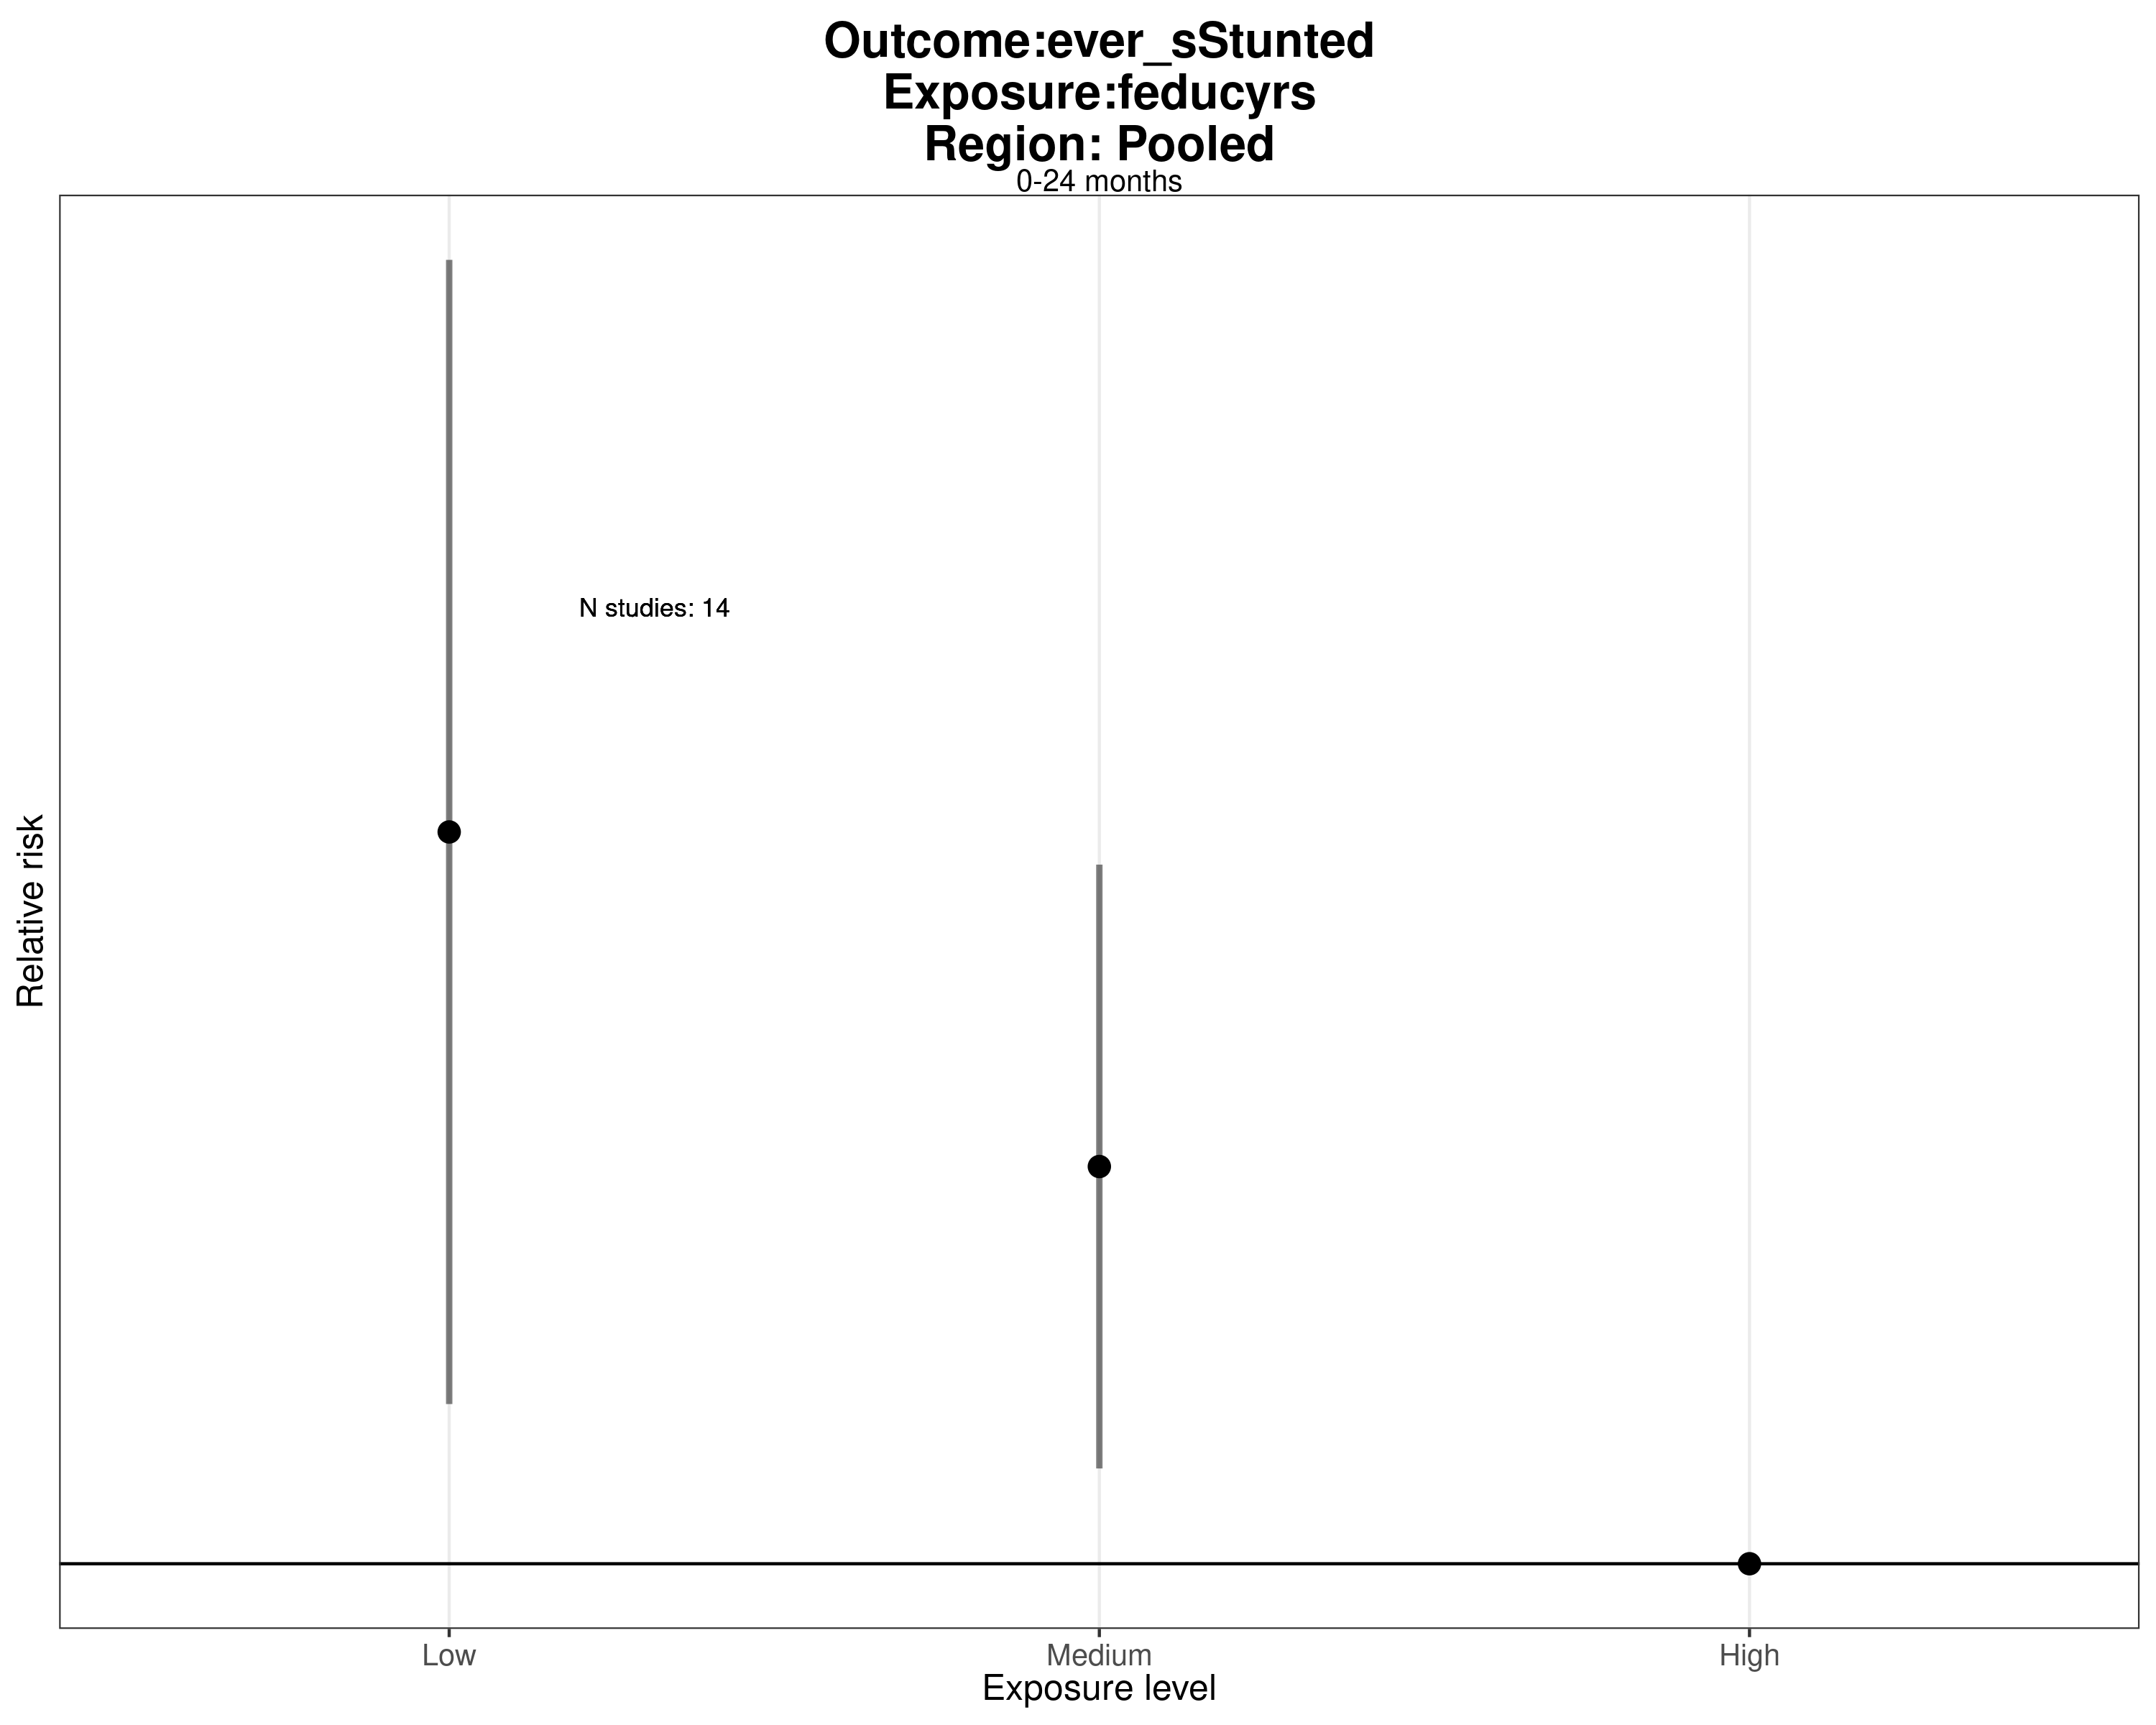 Outcome:ever_sStunted
Exposure:feducyrs
Region: Pooled
0-24 months
N studies: 14
Relative risk
Low
Medium
High
Exposure level